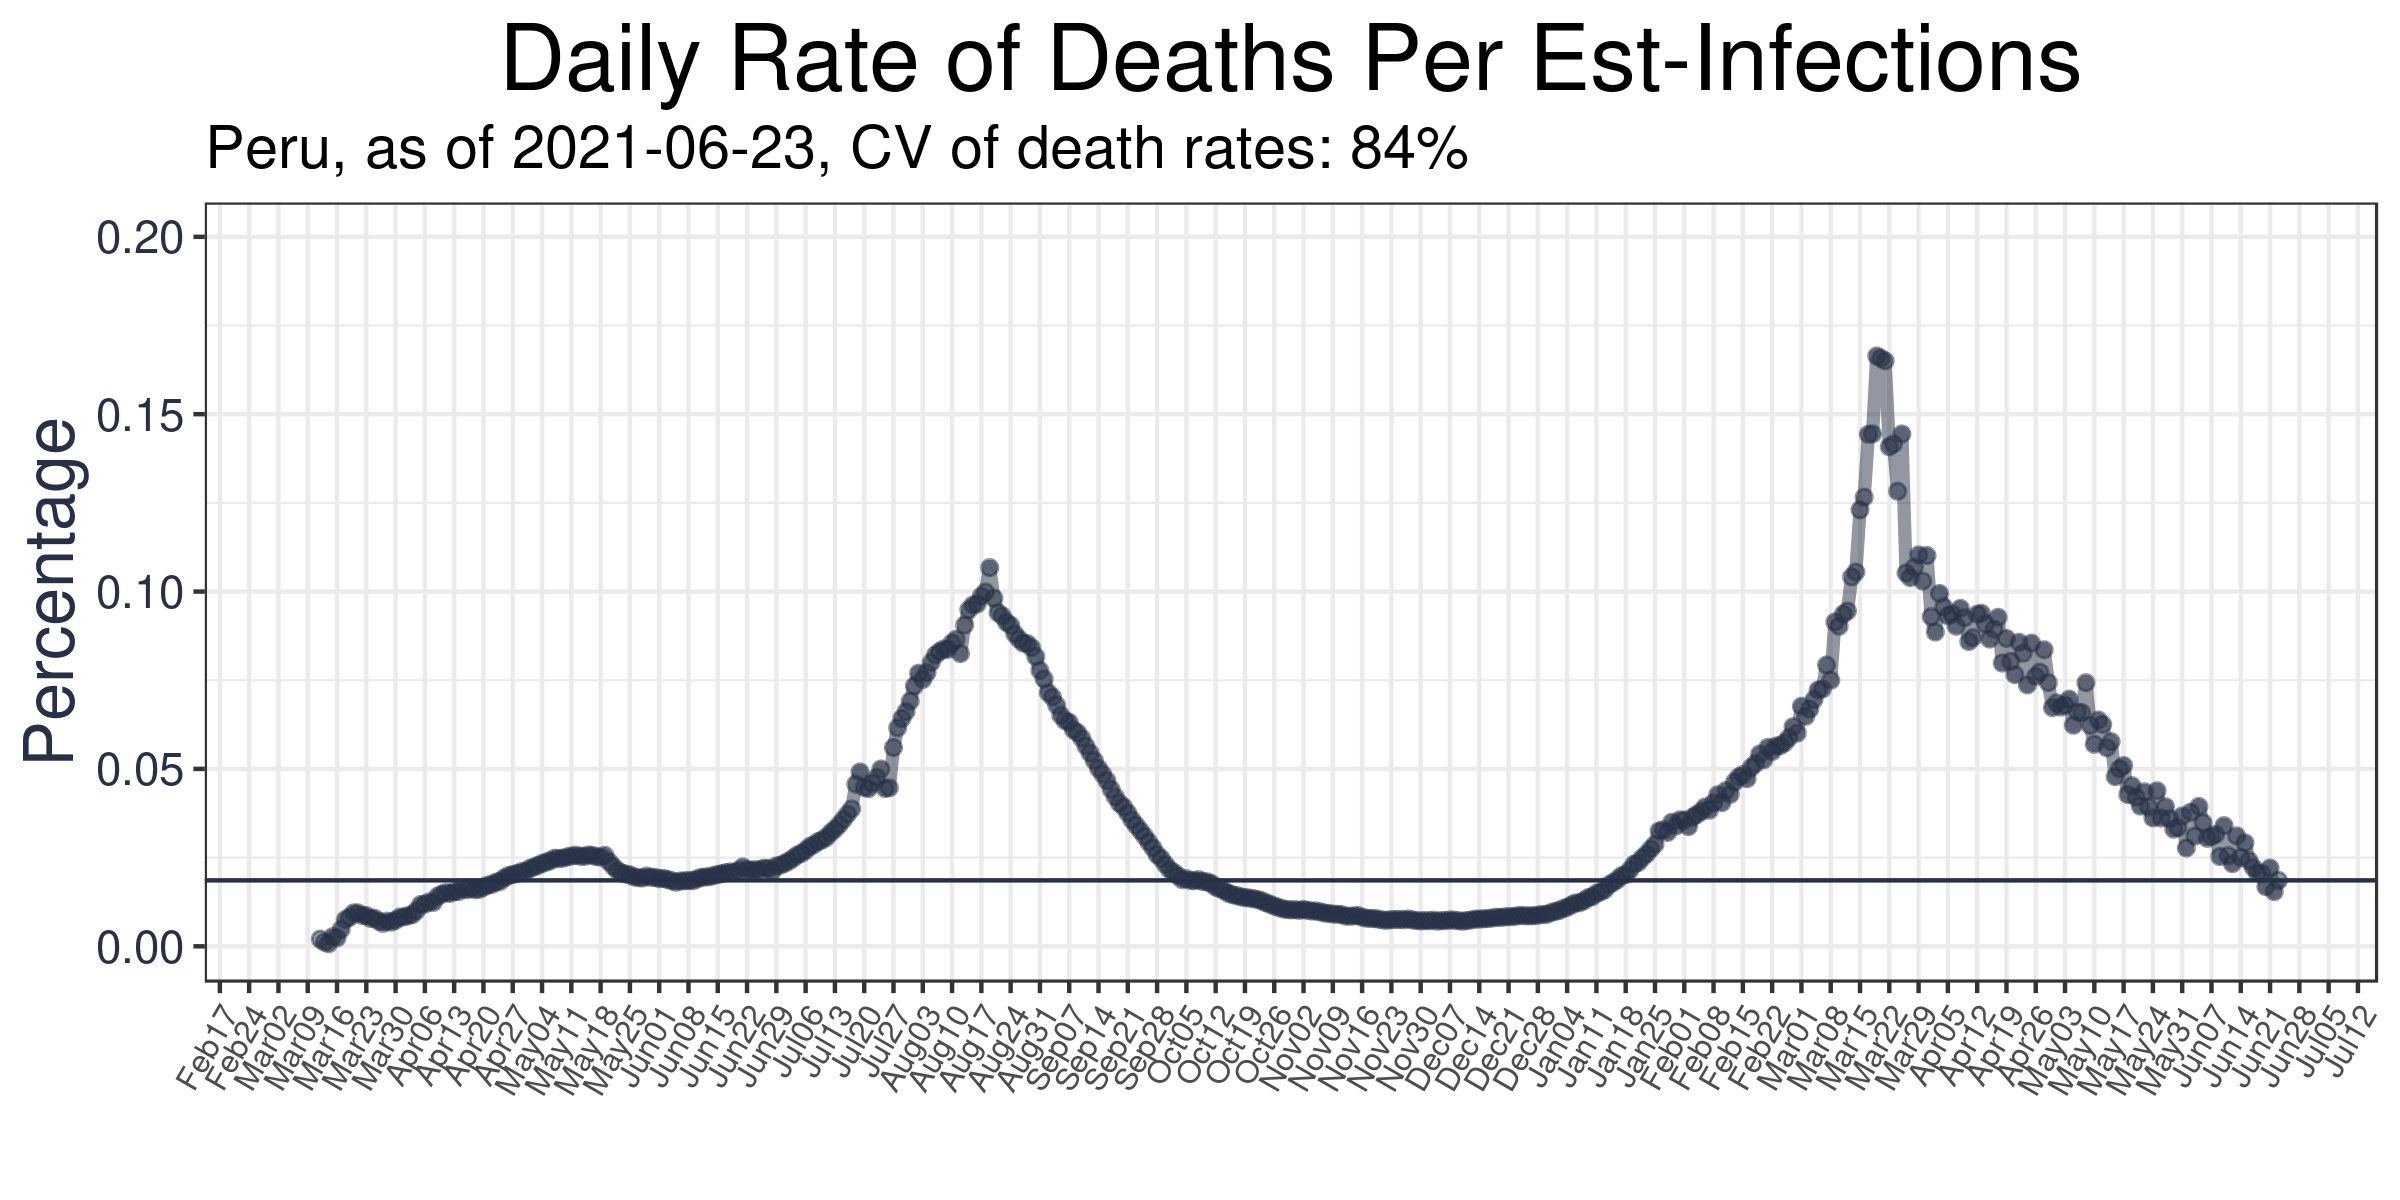 Daily Rate of Deaths Per Est-Infections
Peru, as of 2021-06-23, CV of death rates: 84%
Percentage
0.20
0.15
0.10
0.05
0.00
Feb17
Feb24
Mar02
Mar09
Mar16
Mar23
Mar30
Apr06
Apr13
Apr20
Apr27
May04
May11
May18
May25
Jun01
Jun08
Jun15
Jun22
Jun29
Jul06
Jul13
Jul20
Jul27
Aug03
Aug10
Aug17
Aug24
Aug31
Sep07
Sep14
Sep21
Sep28
Oct05
Oct12
Oct19
Oct26
Nov02
Nov09
Nov16
Nov23
Nov30
Dec07
Dec14
Dec21
Dec28
Jan04
Jan11
Jan18
Jan25
Feb01
Feb08
Feb15
Feb22
Mar01
Mar08
Mar15
Mar22
Mar29
Apr05
Apr12
Apr19
Apr26
May03
May10
May17
May24
May31
Jun07
Jun14
Jun21
Jun28
Jul05
Jul12